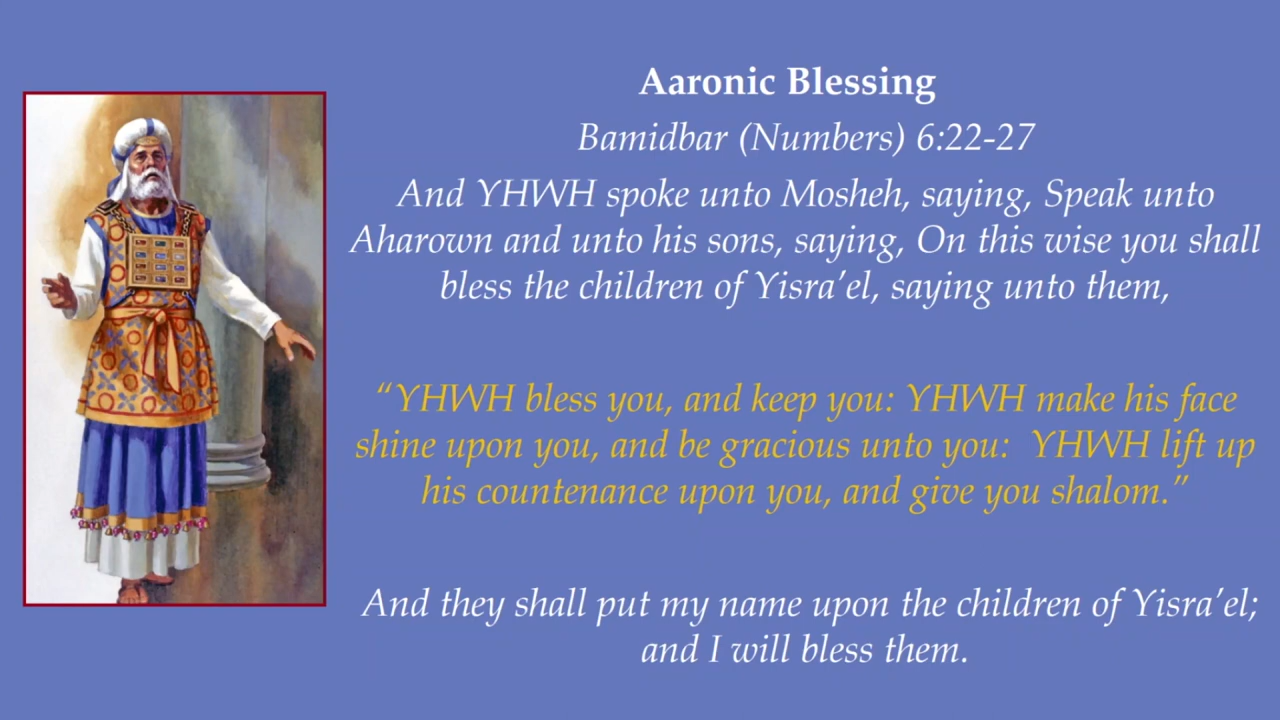 Aaronic Blessing
Bamidbar (Numbers) 6:22-27
And YHWH spoke unto Mosheh, saying, Speak unto
Aharown and unto his sons, saying, On this wise you shall
bless the children of Yisra’el, saying unto them,
“YHWH bless you, and keep you: YHWH make his face
shine upon you, and be gracious unto you:  YHWH lift up
his countenance upon you, and give you shalom.”
And they shall put my name upon the children of Yisra’el;
and I will bless them.